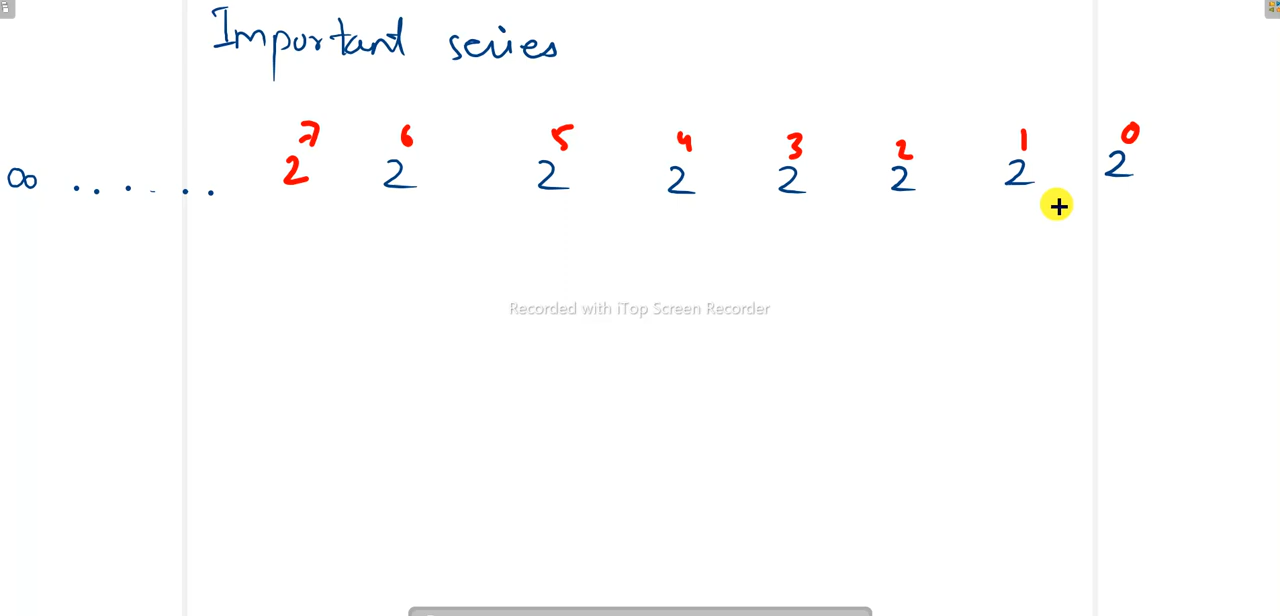 Important series
∞ ...... 2⁷ 2⁶ 2⁵ 2⁴ 2³ 2² 2¹ 2⁰
Recorded with iTop Screen Recorder